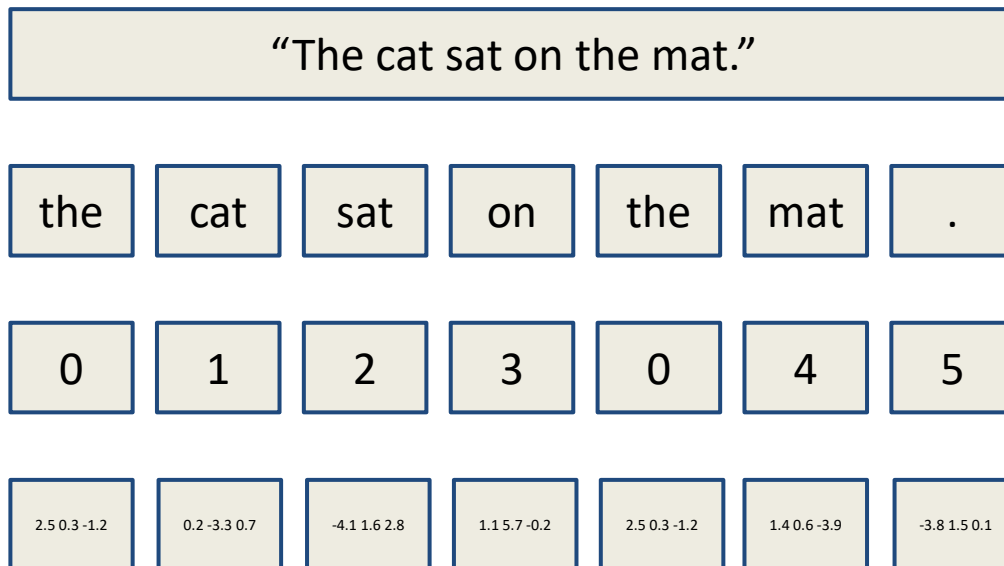 “The cat sat on the mat.”
the cat sat on the mat .
0 1 2 3 0 4 5
2.5 0.3 -1.2 0.2 -3.3 0.7 -4.1 1.6 2.8 1.1 5.7 -0.2 2.5 0.3 -1.2 1.4 0.6 -3.9 -3.8 1.5 0.1